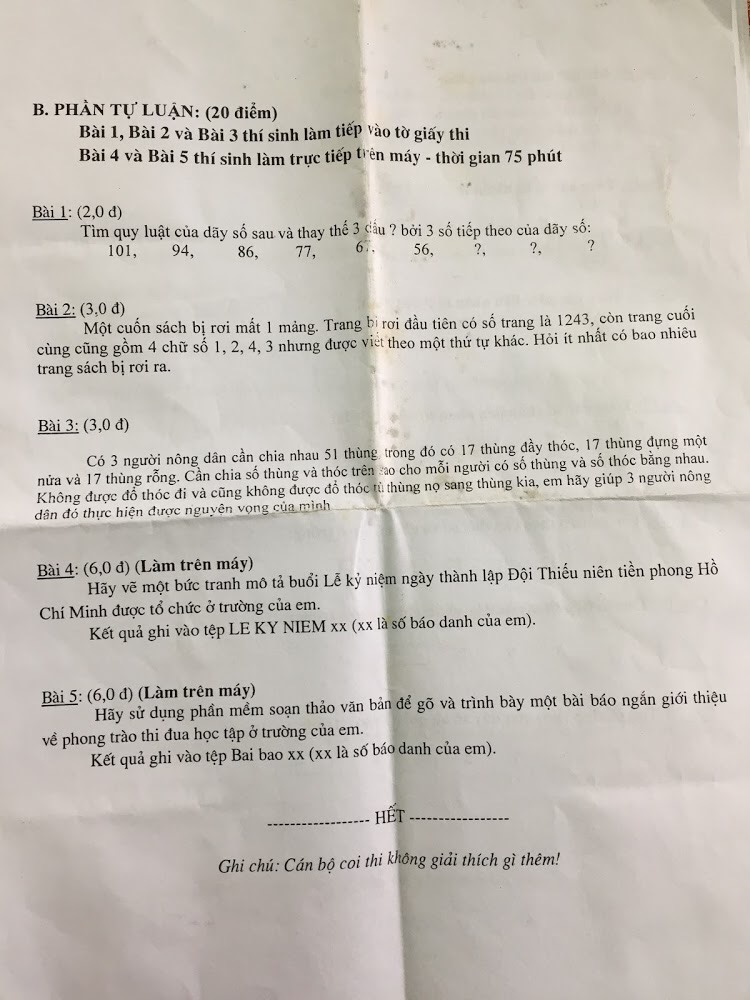 B. PHẦN TỰ LUẬN: (20 điểm)
Bài 1, Bài 2 và Bài 3 thí sinh làm tiếp vào tờ giấy thi
Bài 4 và Bài 5 thí sinh làm trực tiếp trên máy - thời gian 75 phút
Bài 1: (2,0 đ)
Tìm quy luật của dãy số sau và thay thế 3 dấu ? bởi 3 số tiếp theo của dãy số:
101, 94, 86, 77, 67, 56, ?, ?, ?
Bài 2: (3,0 đ)
Một cuốn sách bị rơi mất 1 mảng. Trang bị rơi đầu tiên có số trang là 1243, còn trang cuối
cùng cũng gồm 4 chữ số 1, 2, 4, 3 nhưng được viết theo một thứ tự khác. Hỏi ít nhất có bao nhiêu
trang sách bị rơi ra.
Bài 3: (3,0 đ)
Có 3 người nông dân cần chia nhau 51 thùng trong đó có 17 thùng đầy thóc, 17 thùng đựng một
nửa và 17 thùng rỗng. Cần chia số thùng và thóc trên sao cho mỗi người có số thùng và số thóc bằng nhau.
Không được đổ thóc đi và cũng không được đổ thóc từ thùng nọ sang thùng kia, em hãy giúp 3 người nông
dân đó thực hiện được nguyện vọng của mình
Bài 4: (6,0 đ) (Làm trên máy)
Hãy vẽ một bức tranh mô tả buổi Lễ kỷ niệm ngày thành lập Đội Thiếu niên tiền phong Hồ
Chí Minh được tổ chức ở trường của em.
Kết quả ghi vào tệp LE KY NIEM xx (xx là số báo danh của em).
Bài 5: (6,0 đ) (Làm trên máy)
Hãy sử dụng phần mềm soạn thảo văn bản để gõ và trình bày một bài báo ngắn giới thiệu
về phong trào thi đua học tập ở trường của em.
Kết quả ghi vào tệp Bai bao xx (xx là số báo danh của em).
------------------ HẾT -----------------
Ghi chú: Cán bộ coi thi không giải thích gì thêm!